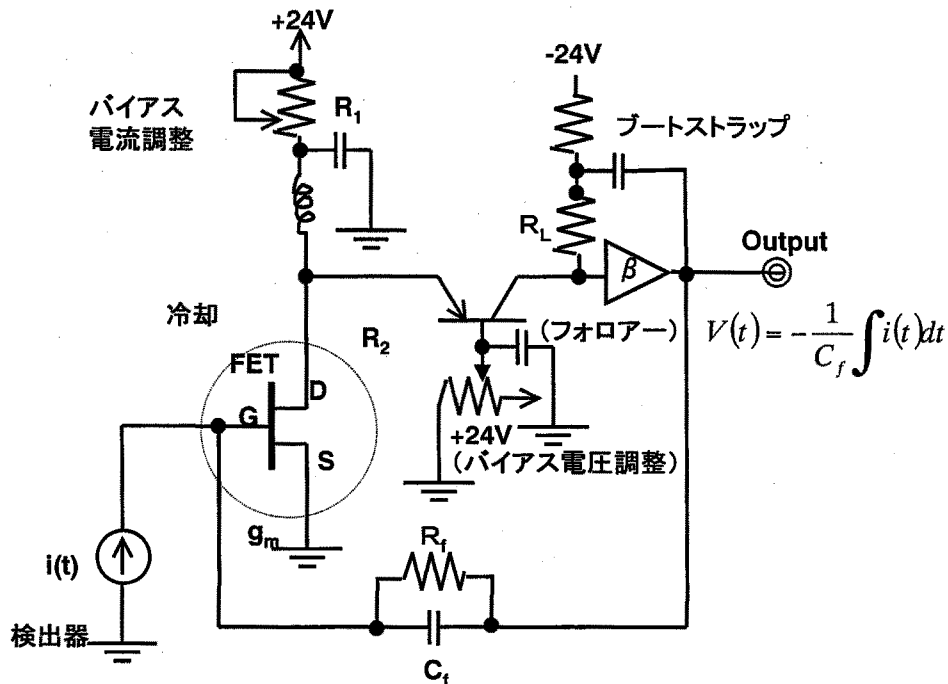 +24V
-24V
バイアス
電流調整
R1
ブートストラップ
RL
β
Output
冷却
R2
(フォロアー)
V(t) = -1/Cf ∫ i(t)dt
FET
D
G
S
+24V
(バイアス電圧調整)
gm
i(t)
Rf
検出器
Cf